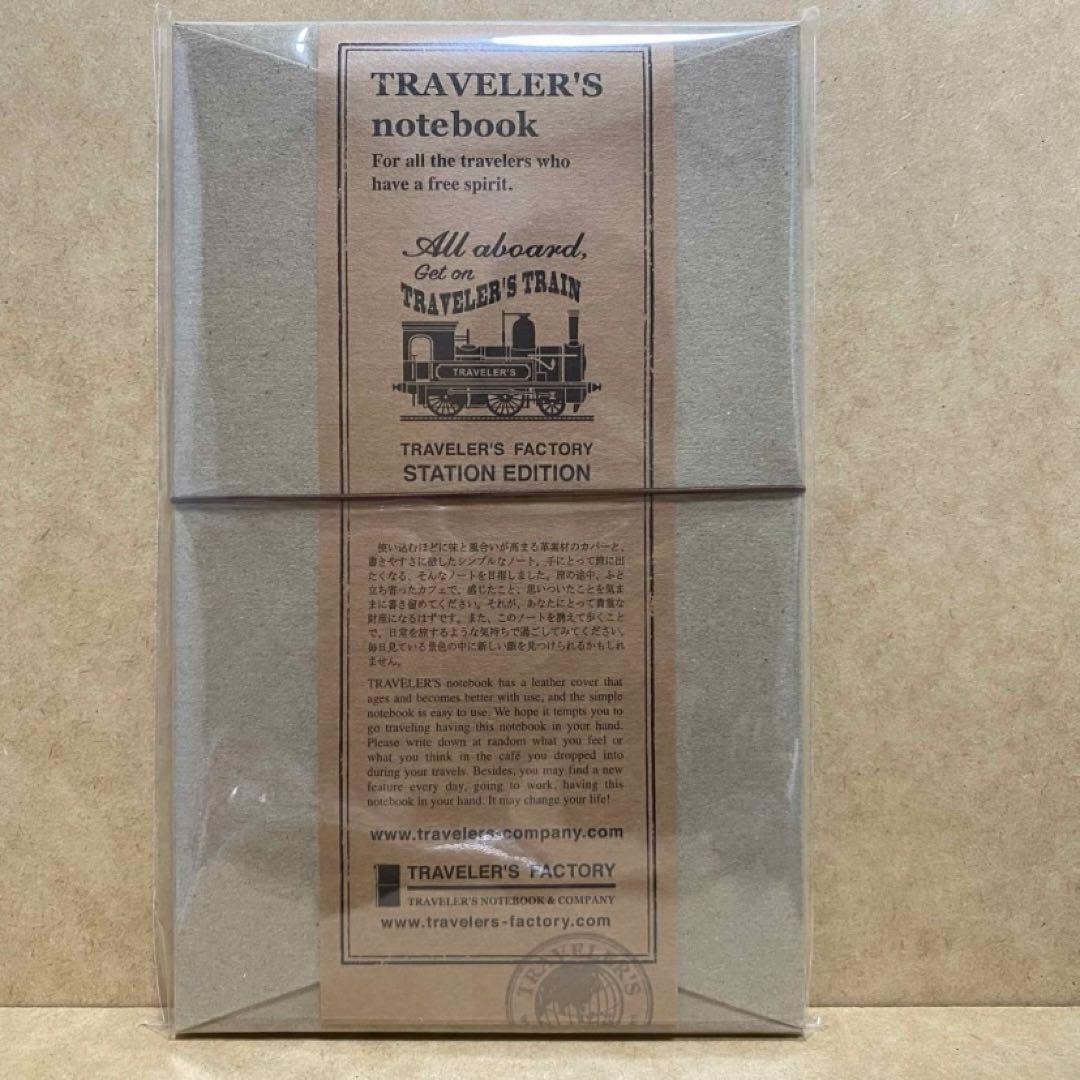 TRAVELER'S
notebook
For all the travelers who
have a free spirit.
All aboard,
Get on
TRAVELER'S TRAIN
TRAVELER'S
TRAVELER'S FACTORY
STATION EDITION
使い込むほどに味と風合いが高まる革素材のカバーと、
書きやすさに徹したシンプルなノート。手にとって旅に出
たくなる、そんなノートを目指しました。旅の途中、ふと
立ち寄ったカフェで、感じたこと、思いついたことを気ま
まに書き留めてください。それが、あなたにとって貴重な
財産になるはずです。また、このノートを携えて歩くこと
で、日常を旅するような気持ちで過ごしてみてください。
毎日見ている景色の中に新しい顔を見つけられるかもしれ
ません。
TRAVELER'S notebook has a leather cover that
ages and becomes better with use, and the simple
notebook is easy to use. We hope it tempts you to
go traveling having this notebook in your hand.
Please write down at random what you feel or
what you think in the café you dropped into
during your travels. Besides, you may find a new
feature every day, going to work, having this
notebook in your hand. It may change your life!
www.travelers-company.com
TRAVELER'S FACTORY
TRAVELER'S NOTEBOOK & COMPANY
www.travelers-factory.com
TRAVELER'S